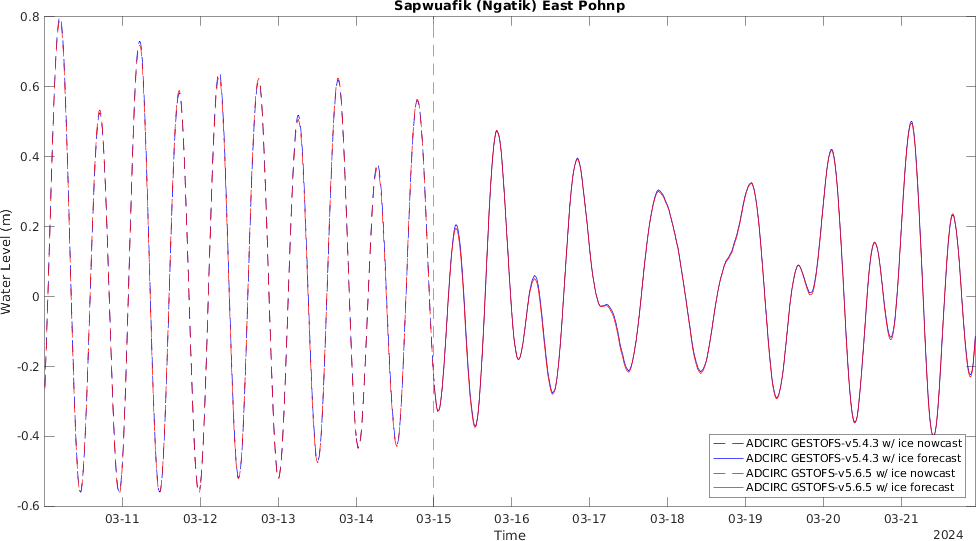 Sapwuafik (Ngatik) East Pohnp
Water Level (m)
0.8
0.6
0.4
0.2
0
-0.2
-0.4
-0.6
ADCIRC GESTOFS-v5.4.3 w/ ice nowcast
ADCIRC GESTOFS-v5.4.3 w/ ice forecast
ADCIRC GSTOFS-v5.6.5 w/ ice nowcast
ADCIRC GSTOFS-v5.6.5 w/ ice forecast
03-11 03-12 03-13 03-14 03-15 03-16 03-17 03-18 03-19 03-20 03-21
Time
2024